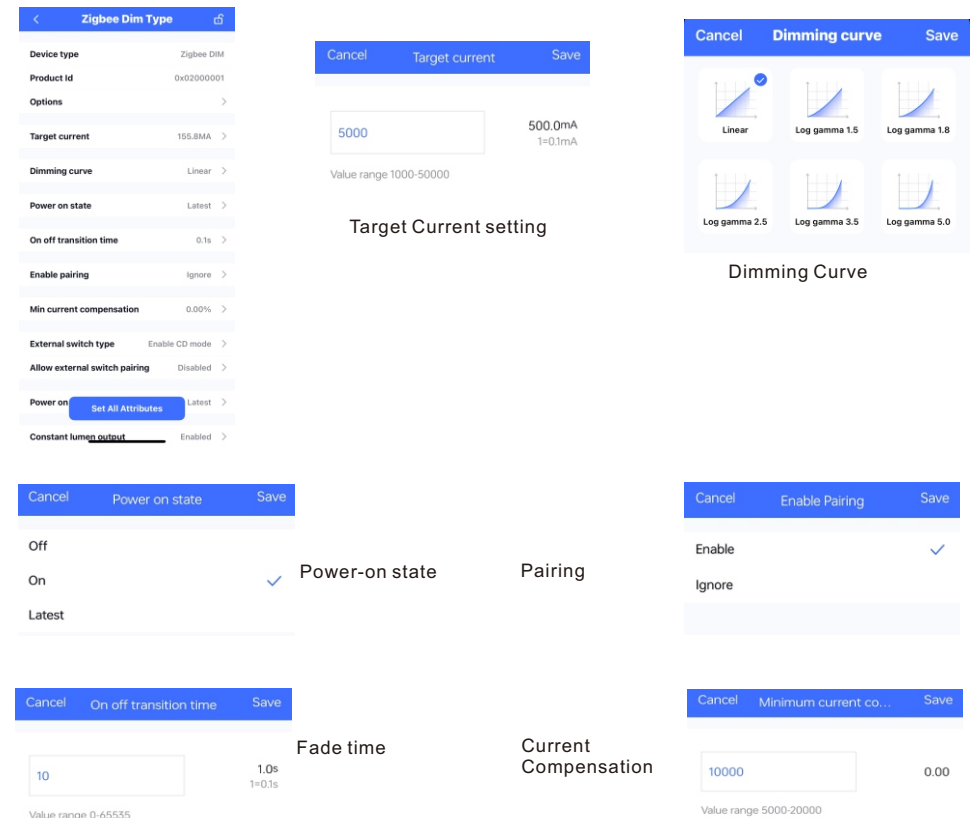 Zigbee Dim Type
Device type Zigbee DIM
Product Id 0x02000001
Options
Target current 155.8MA
Dimming curve Linear
Power on state Latest
On off transition time 0.1s
Enable pairing Ignore
Min current compensation 0.00%
External switch type Enable CD mode
Allow external switch pairing Disabled
Power on Latest
Set All Attributes
Constant lumen output Enabled
Cancel Target current Save
5000 500.0mA
1=0.1mA
Value range 1000-50000
Target Current setting
Cancel Dimming curve Save
Linear Log gamma 1.5 Log gamma 1.8
Log gamma 2.5 Log gamma 3.5 Log gamma 5.0
Dimming Curve
Cancel Power on state Save
Off
On
Latest
Power-on state
Pairing
Cancel Enable Pairing Save
Enable
Ignore
Cancel On off transition time Save
10 1.0s
1=0.1s
Value range 0-65535
Fade time
Current
Compensation
Cancel Minimum current co... Save
10000 0.00
Value range 5000-20000